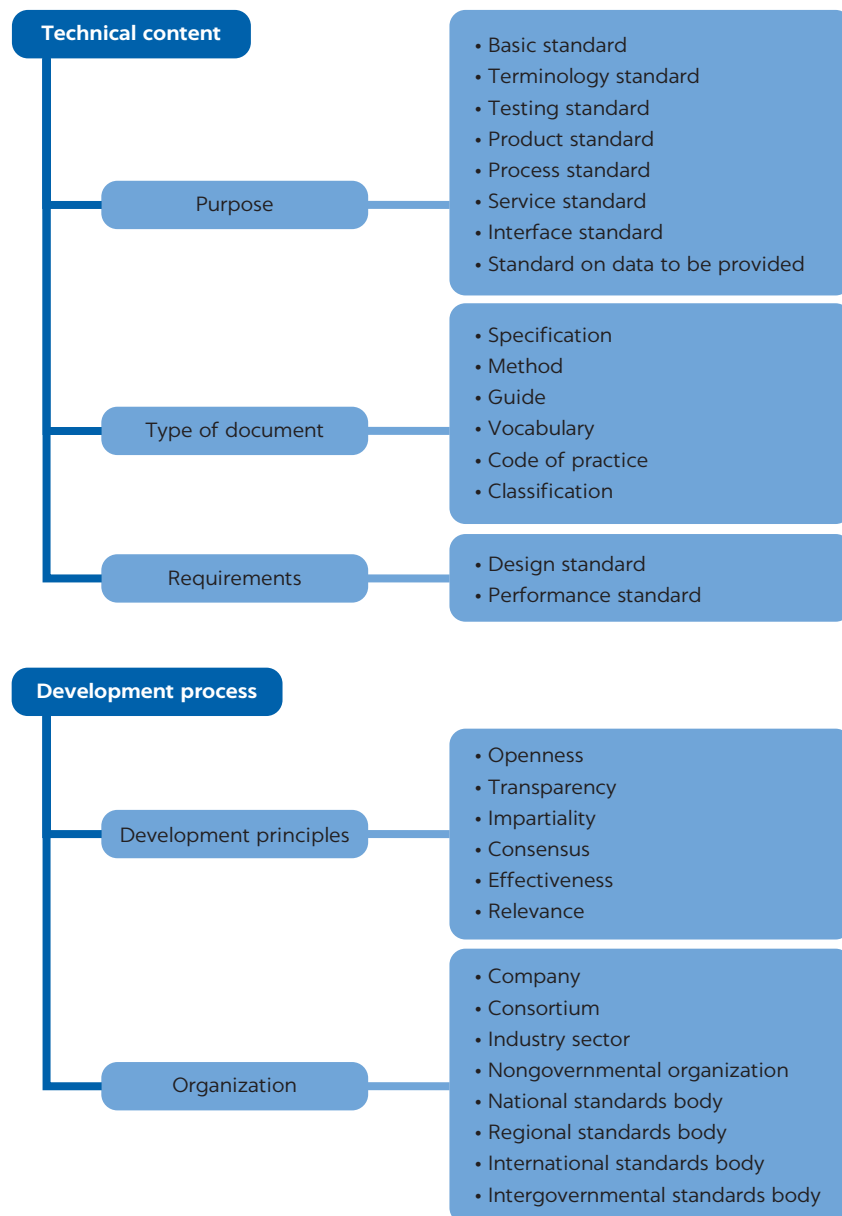 Technical content
Purpose
• Basic standard
• Terminology standard
• Testing standard
• Product standard
• Process standard
• Service standard
• Interface standard
• Standard on data to be provided
Type of document
• Specification
• Method
• Guide
• Vocabulary
• Code of practice
• Classification
Requirements
• Design standard
• Performance standard
Development process
Development principles
• Openness
• Transparency
• Impartiality
• Consensus
• Effectiveness
• Relevance
Organization
• Company
• Consortium
• Industry sector
• Nongovernmental organization
• National standards body
• Regional standards body
• International standards body
• Intergovernmental standards body